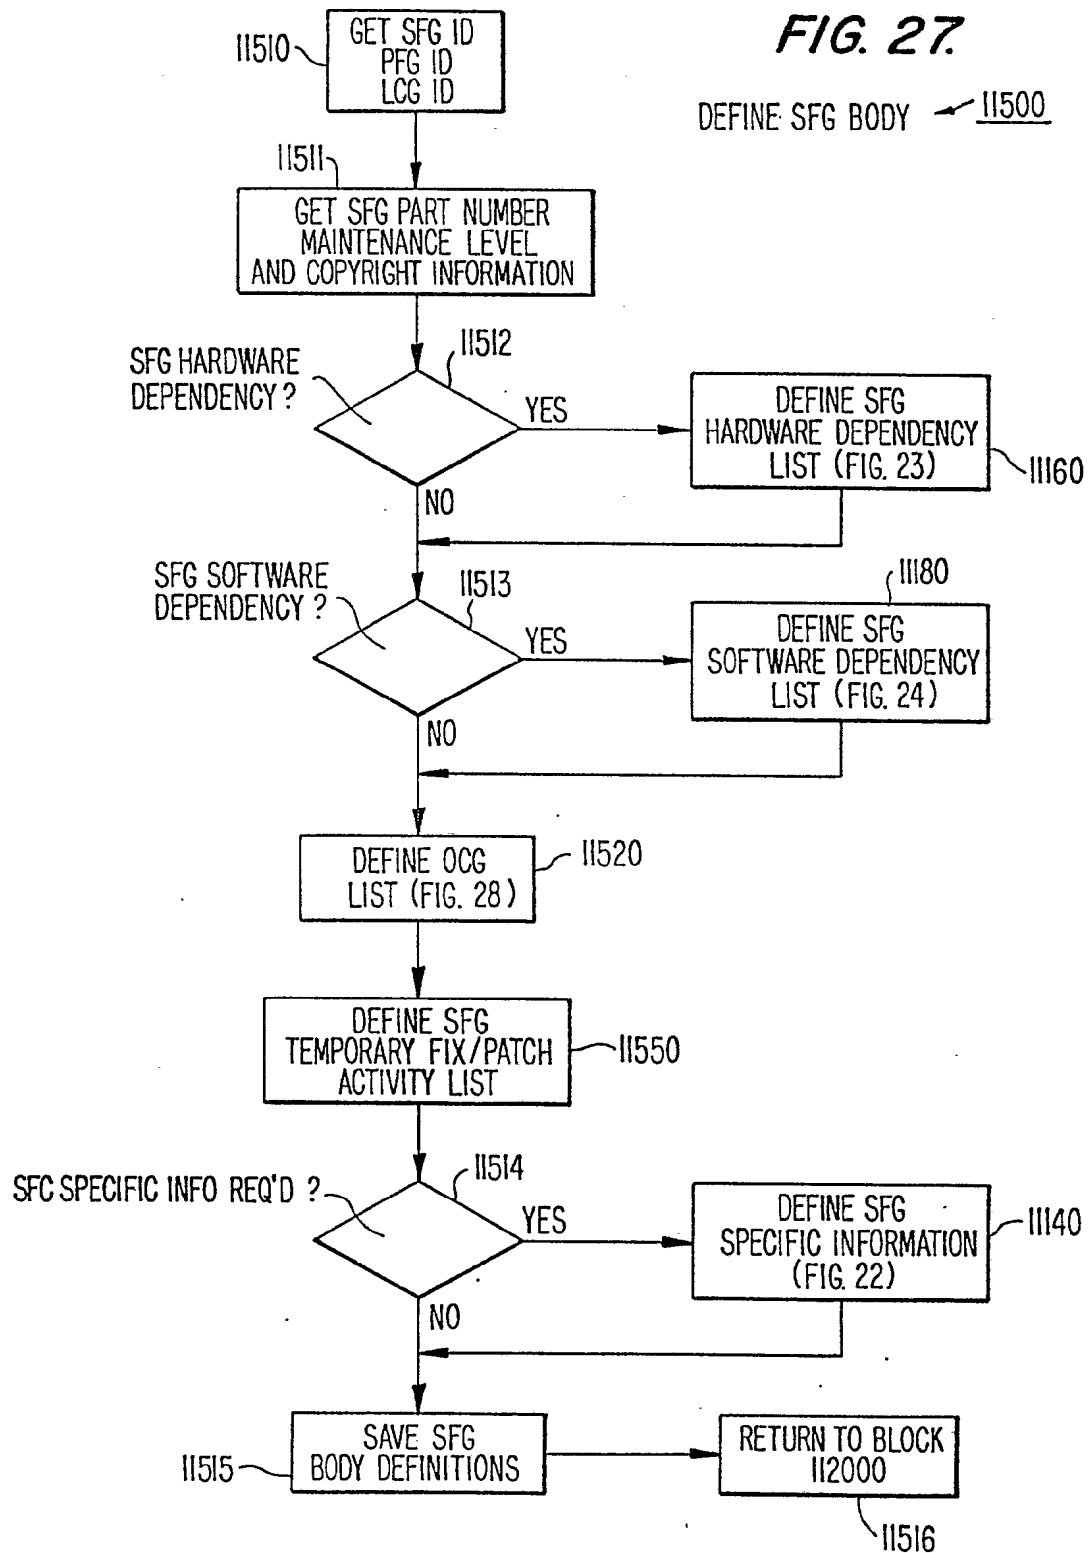 FIG. 27.
DEFINE SFG BODY
11500
GET SFG ID
PFG ID
LCG ID
11510
11511
GET SFG PART NUMBER
MAINTENANCE LEVEL
AND COPYRIGHT INFORMATION
SFG HARDWARE
DEPENDENCY ?
11512
YES
NO
DEFINE SFG
HARDWARE DEPENDENCY
LIST (FIG. 23)
11160
SFG SOFTWARE
DEPENDENCY ?
11513
YES
NO
11180
DEFINE SFG
SOFTWARE DEPENDENCY
LIST (FIG. 24)
DEFINE OCG
LIST (FIG. 28)
11520
DEFINE SFG
TEMPORARY FIX/PATCH
ACTIVITY LIST
11550
SFC SPECIFIC INFO REQ'D ?
11514
YES
NO
DEFINE SFG
SPECIFIC INFORMATION
(FIG. 22)
11140
SAVE SFG
BODY DEFINITIONS
11515
RETURN TO BLOCK
112000
11516